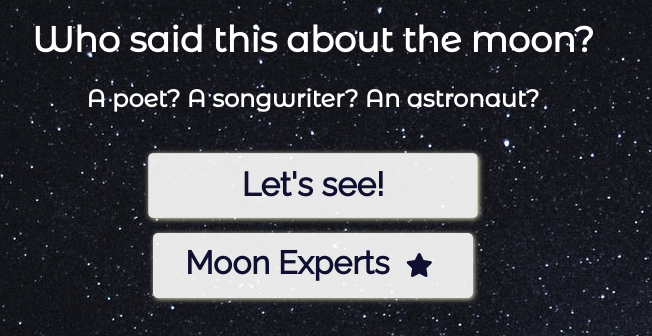 Who said this about the moon?
A poet? A songwriter? An astronaut?
Let's see!
Moon Experts